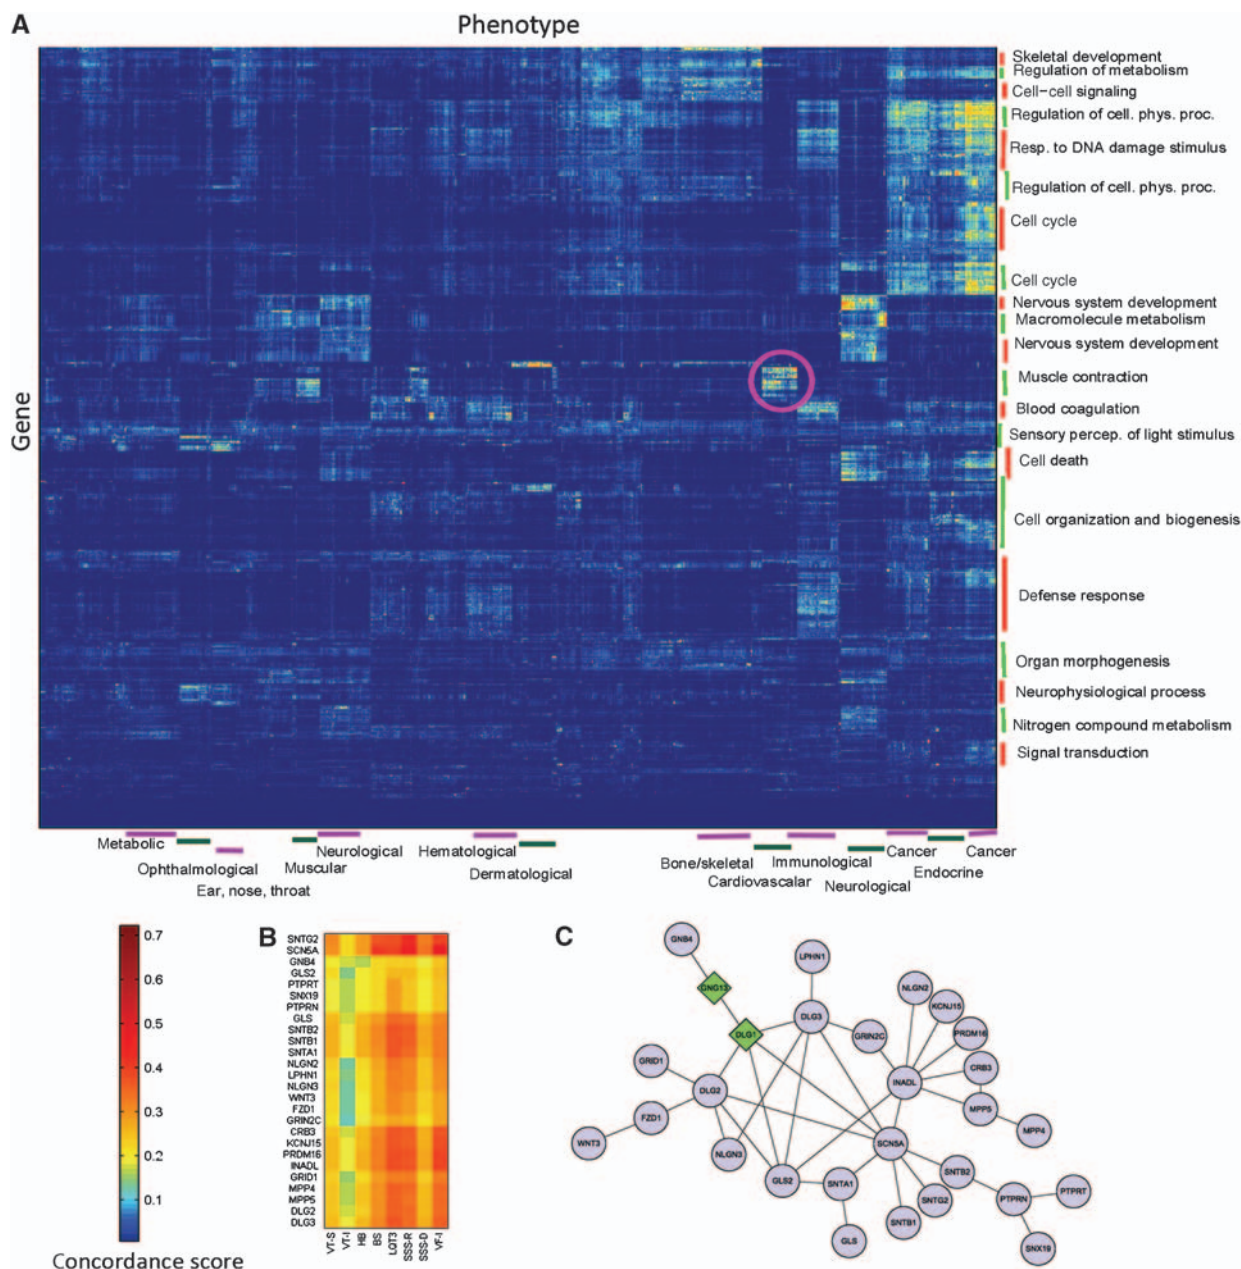 A
Phenotype
Gene
Skeletal development
Regulation of metabolism
Cell-cell signaling
Regulation of cell. phys. proc.
Resp. to DNA damage stimulus
Regulation of cell. phys. proc.
Cell cycle
Cell cycle
Nervous system development
Macromolecule metabolism
Nervous system development
Muscle contraction
Blood coagulation
Sensory percep. of light stimulus
Cell death
Cell organization and biogenesis
Defense response
Organ morphogenesis
Neurophysiological process
Nitrogen compound metabolism
Signal transduction
Metabolic
Ophthalmological
Ear, nose, throat
Muscular
Neurological
Hematological
Dermatological
Bone/skeletal
Cardiovascalar
Immunological
Neurological
Cancer
Endocrine
Cancer
0.7
0.6
0.5
0.4
0.3
0.2
0.1
Concordance score
B
SNTG2
SCN5A
GNB4
GLS2
PTPRT
SNX19
PTPRN
GLS
SNTB2
SNTB1
SNTA1
NLGN2
LPHN1
NLGN3
WNT3
FZD1
GRIN2C
CRB3
KCNJ15
PRDM16
INADL
GRID1
MPP4
MPP5
DLG2
DLG3
VT-S
VT-I
HB
BS
LQT3
SSS-R
SSS-D
VF-I
C
GNB4
GNG13
LPHN1
DLG1
DLG3
NLGN2
KCNJ15
GRIN2C
PRDM16
GRID1
INADL
CRB3
DLG2
FZD1
MPP5
MPP4
WNT3
NLGN3
SCN5A
GLS2
SNTA1
SNTB2
SNTG2
PTPRN
PTPRT
SNTB1
GLS
SNX19